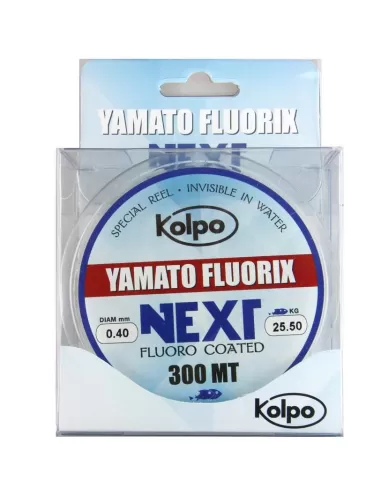 YAMATO FLUORIX
NEXT
SPECIAL REEL - INVISIBLE IN WATER
Kolpo
YAMATO FLUORIX
DIAM mm
0.40
NEXT
KG
25.50
FLUORO COATED
300 MT
Kolpo